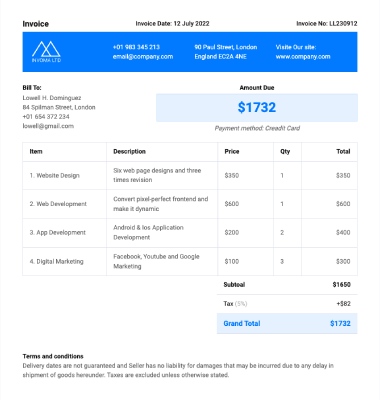 Invoice Invoice Date: 12 July 2022 Invoice No: LL230912
INVOMA LTD
+01 983 345 213 90 Paul Street, London Visite Our site:
email@company.com England EC2A 4NE www.company.com
Bill To:
Lowell H. Dominguez
84 Spilman Street, London
+01 654 372 234
lowell@gmail.com
Amount Due
$1732
Payment method: Creadit Card
Item Description Price Qty Total
1. Website Design Six web page designs and three $350 1 $350
times revision
2. Web Development Convert pixel-perfect frontend and $600 1 $600
make it dynamic
3. App Development Android & Ios Application $200 2 $400
Development
4. Digital Marketing Facebook, Youtube and Google $100 3 $300
Marketing
Subtoal $1650
Tax (5%) +$82
Grand Total $1732
Terms and conditions
Delivery dates are not guaranteed and Seller has no liability for damages that may be incurred due to any delay in
shipment of goods hereunder. Taxes are excluded unless otherwise stated.